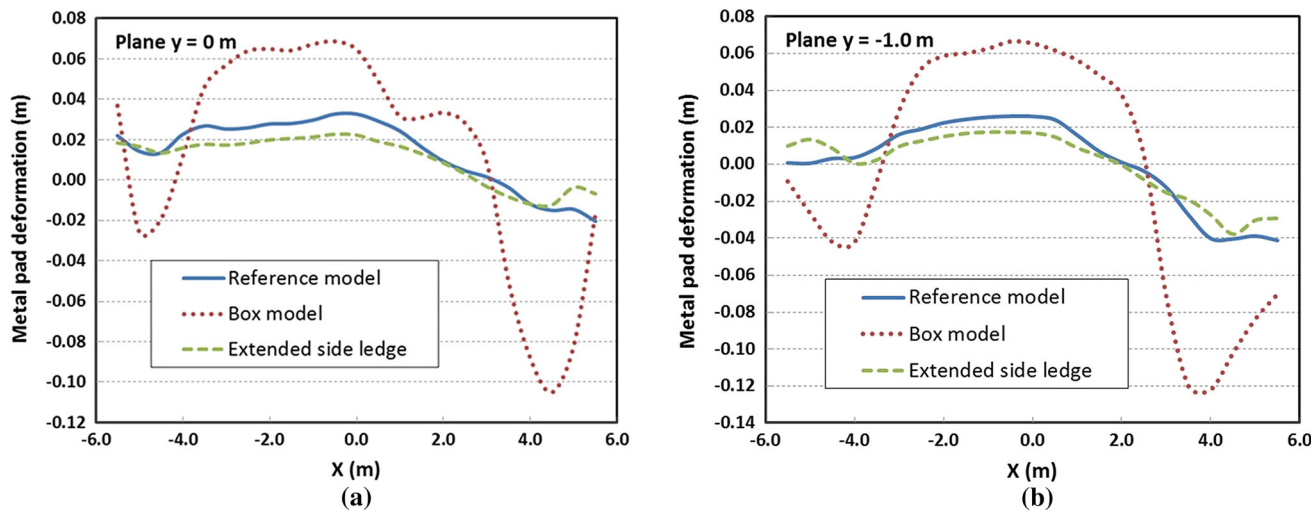 Plane y = 0 m
Metal pad deformation (m)
0.08
0.06
0.04
0.02
0.00
-0.02
-0.04
-0.06
-0.08
-0.10
-0.12
Reference model
Box model
Extended side ledge
-6.0 -4.0 -2.0 0.0 2.0 4.0 6.0
X (m)
(a)
Plane y = -1.0 m
Metal pad deformation (m)
0.08
0.06
0.04
0.02
0.00
-0.02
-0.04
-0.06
-0.08
-0.10
-0.12
-0.14
Reference model
Box model
Extended side ledge
-6.0 -4.0 -2.0 0.0 2.0 4.0 6.0
X (m)
(b)